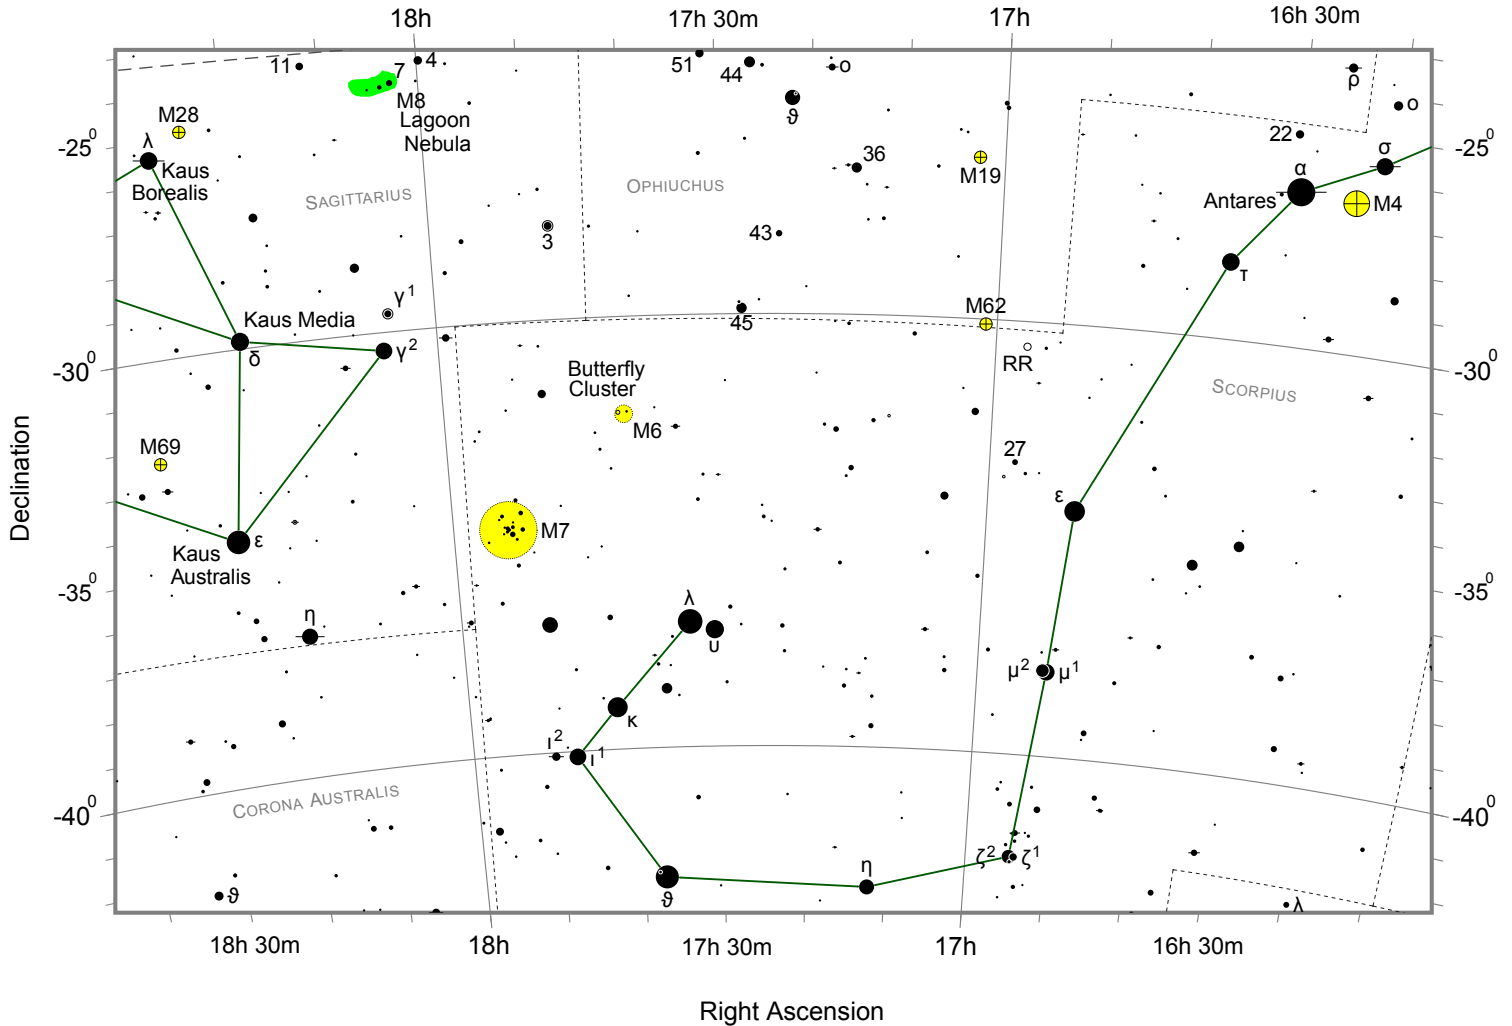 18h
17h 30m
17h
16h 30m
11
7
4
51
44
ο
ρ
ο
M8
Lagoon
Nebula
M28
ϑ
22
σ
-25⁰
-25⁰
λ
Kaus
Borealis
36
M19
α
SAGITTARIUS
OPHIUCHUS
Antares
M4
3
43
τ
γ¹
M62
Kaus Media
45
δ
γ²
RR
-30⁰
-30⁰
Butterfly
Cluster
SCORPIUS
M6
M69
27
ε
Declination
M7
ε
Kaus
Australis
-35⁰
-35⁰
η
λ
υ
μ²
μ¹
κ
ι²
ι¹
CORONA AUSTRALIS
-40⁰
-40⁰
ζ²
ζ¹
η
ϑ
ϑ
λ
18h 30m
18h
17h 30m
17h
16h 30m
Right Ascension